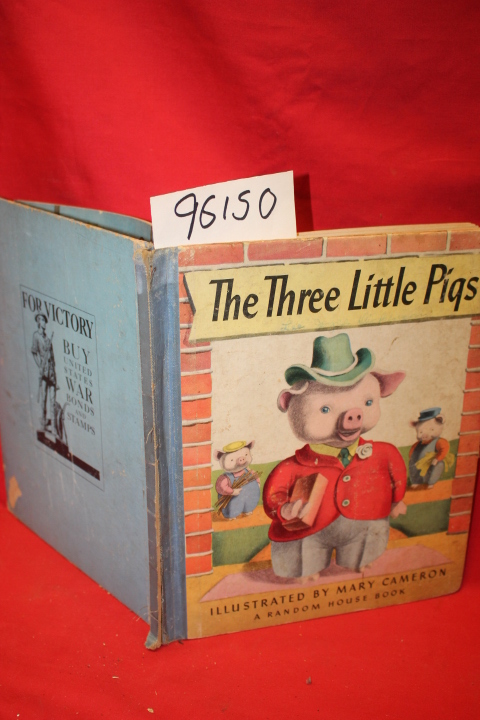 96150
The Three Little Pigs
ILLUSTRATED BY MARY CAMERON
A RANDOM HOUSE BOOK
FOR VICTORY
BUY
UNITED
STATES
WAR
BONDS
AND
STAMPS